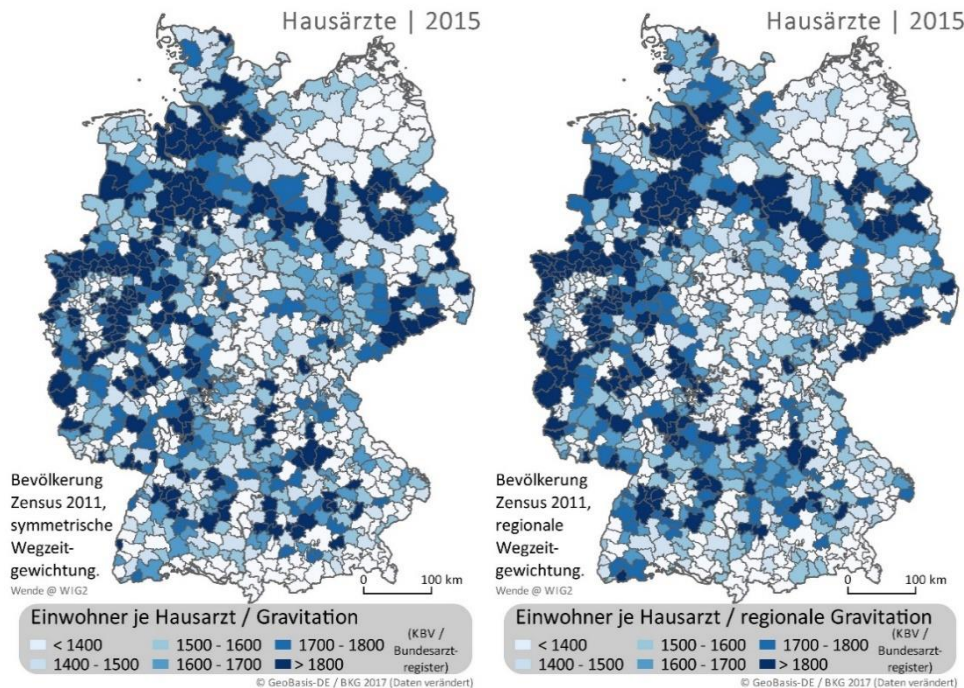 Hausärzte | 2015
Bevölkerung
Zensus 2011,
symmetrische
Wegzeit-
gewichtung.
Wende @ WIG2
0 100 km
Einwohner je Hausarzt / Gravitation
< 1400 1500 - 1600 1700 - 1800
1400 - 1500 1600 - 1700 > 1800
(KBV /
Bundesarzt-
register)
© GeoBasis-DE / BKG 2017 (Daten verändert)
Hausärzte | 2015
Bevölkerung
Zensus 2011,
regionale
Wegzeit-
gewichtung.
Wende @ WIG2
0 100 km
Einwohner je Hausarzt / regionale Gravitation
< 1400 1500 - 1600 1700 - 1800
1400 - 1500 1600 - 1700 > 1800
(KBV /
Bundesarzt-
register)
© GeoBasis-DE / BKG 2017 (Daten verändert)